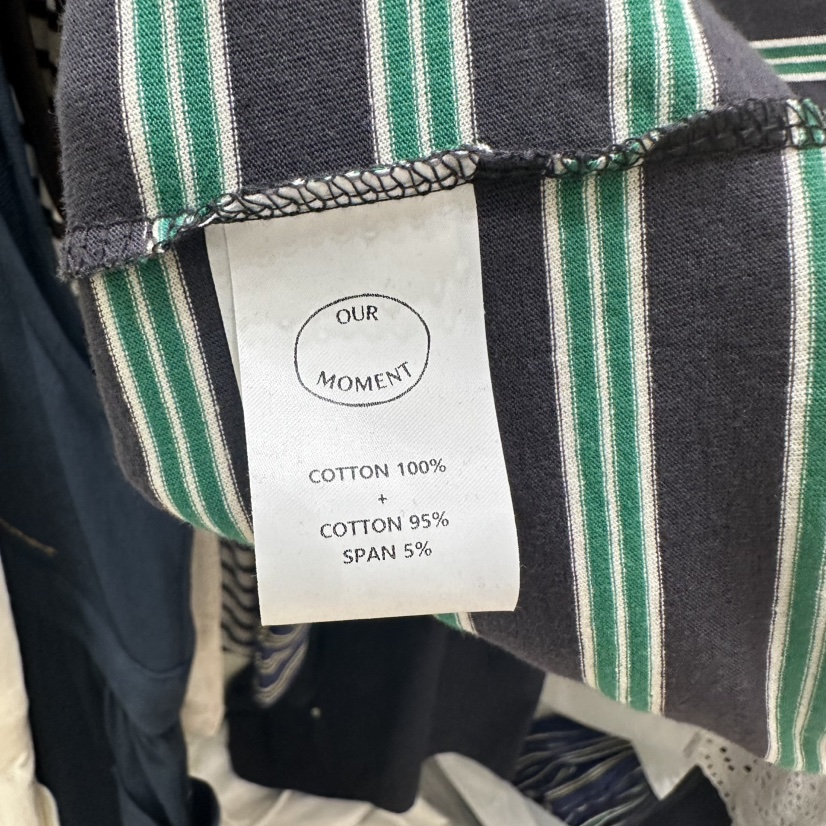 OUR
MOMENT
COTTON 100%
+
COTTON 95%
SPAN 5%